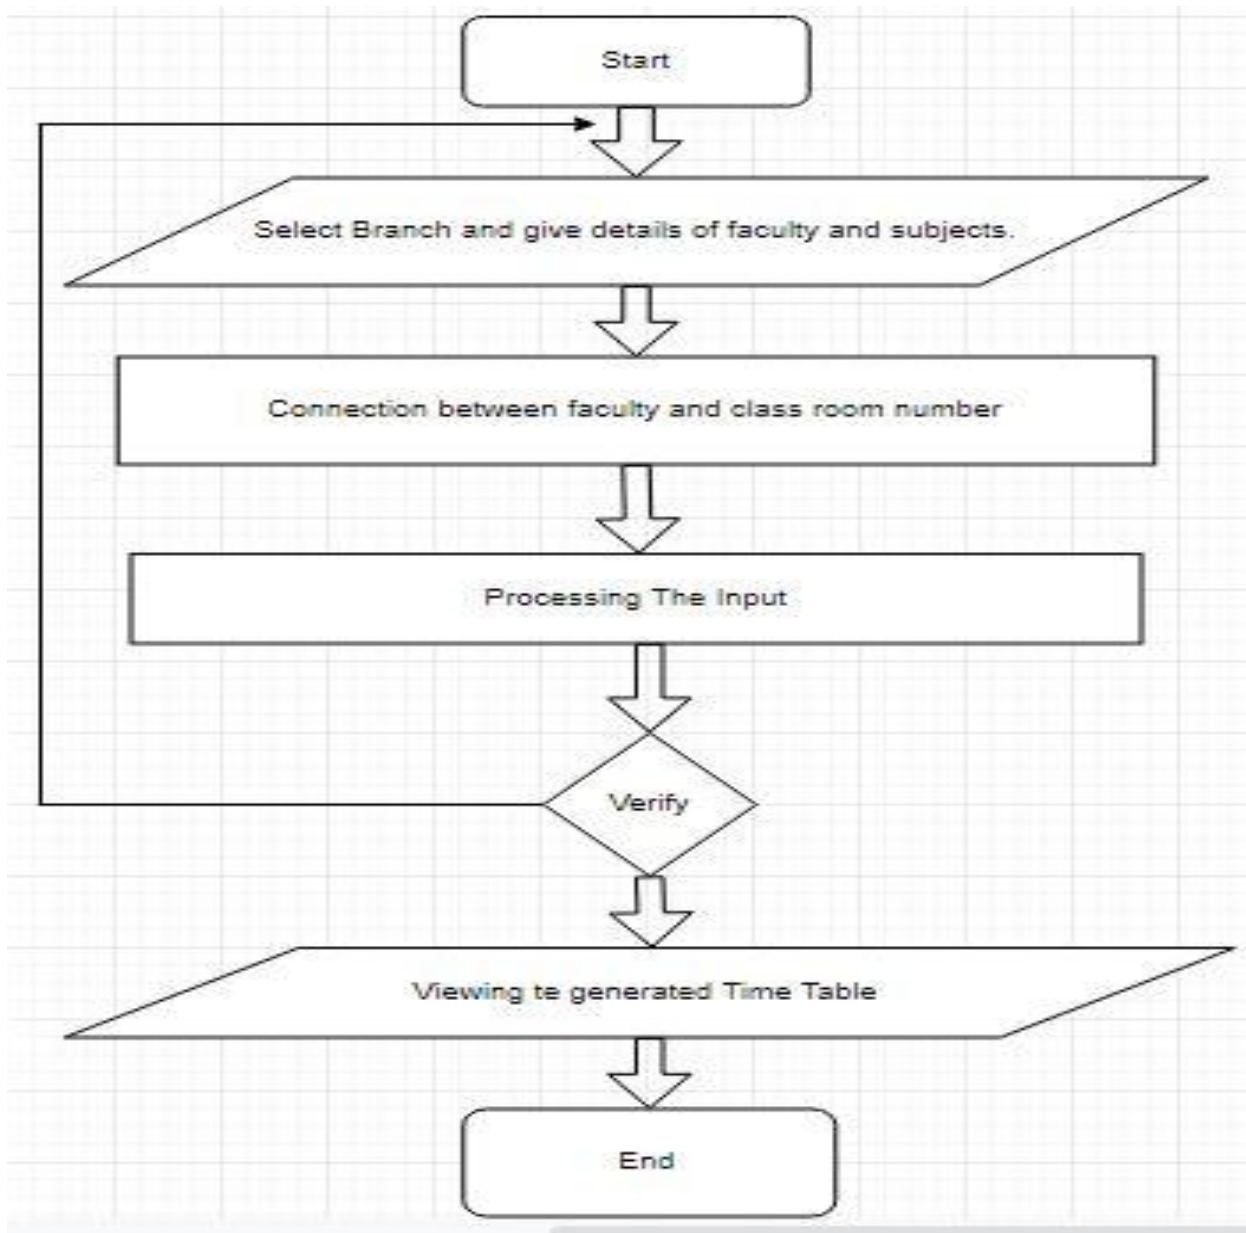 Start
Select Branch and give details of faculty and subjects.
Connection between faculty and class room number
Processing The Input
Verify
Viewing te generated Time Table
End